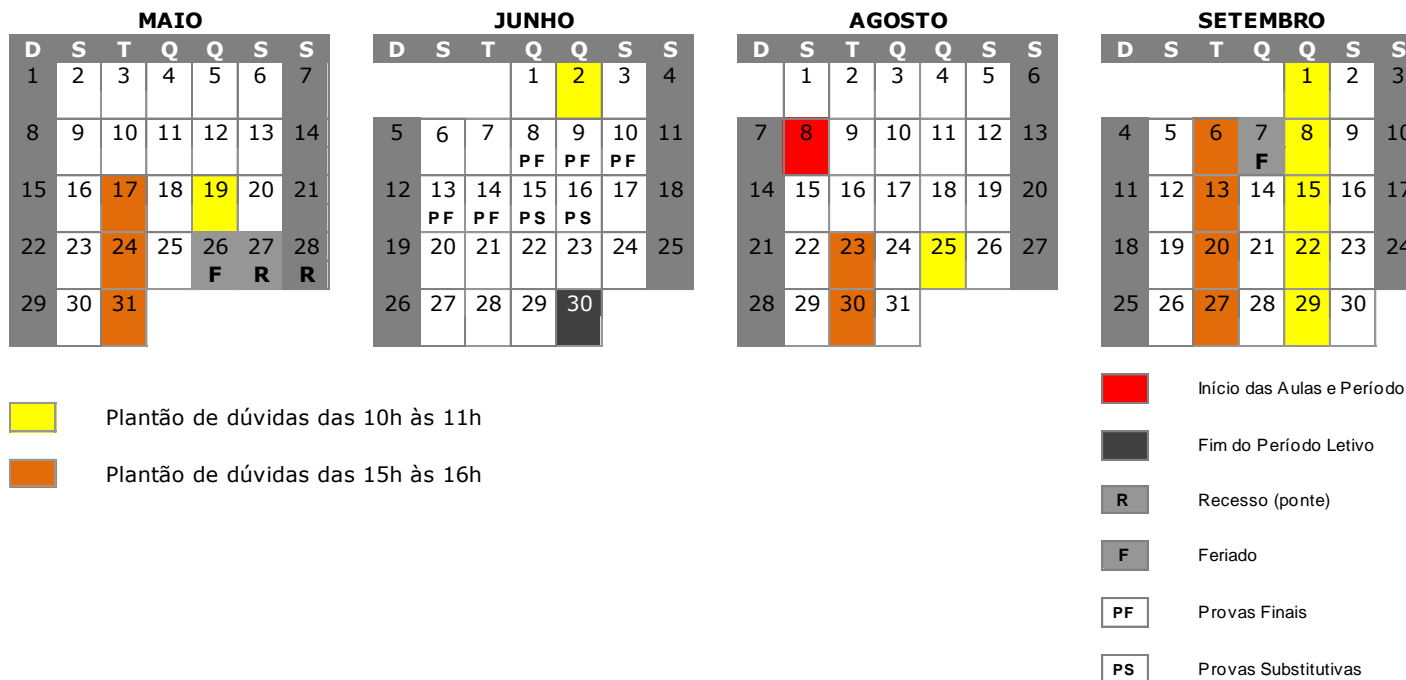 MAIO JUNHO AGOSTO SETEMBRO
D S T Q Q S S D S T Q Q S S D S T Q Q S S D S T Q Q S S
1 2 3 4 5 6 7 1 2 3 4 1 2 3 4 5 6 1 2 3
8 9 10 11 12 13 14 5 6 7 8 9 10 11 7 8 9 10 11 12 13 4 5 6 7 8 9 10
PF PF PF F
15 16 17 18 19 20 21 12 13 14 15 16 17 18 14 15 16 17 18 19 20 11 12 13 14 15 16 17
PF PF PS PS
22 23 24 25 26 27 28 19 20 21 22 23 24 25 21 22 23 24 25 26 27 18 19 20 21 22 23 24
F R R
29 30 31 26 27 28 29 30 28 29 30 31 25 26 27 28 29 30
Início das Aulas e Período
Plantão de dúvidas das 10h às 11h
Fim do Período Letivo
Plantão de dúvidas das 15h às 16h
R Recesso (ponte)
F Feriado
PF Provas Finais
PS Provas Substitutivas